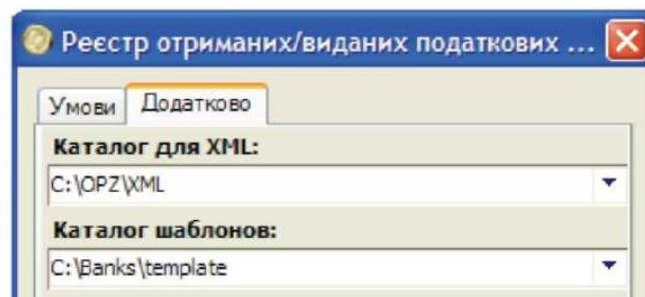 Реєстр отриманих/виданих податкових ...
Умови Додатково
Каталог для XML:
C:\OPZ\XML
Каталог шаблонов:
C:\Banks\template